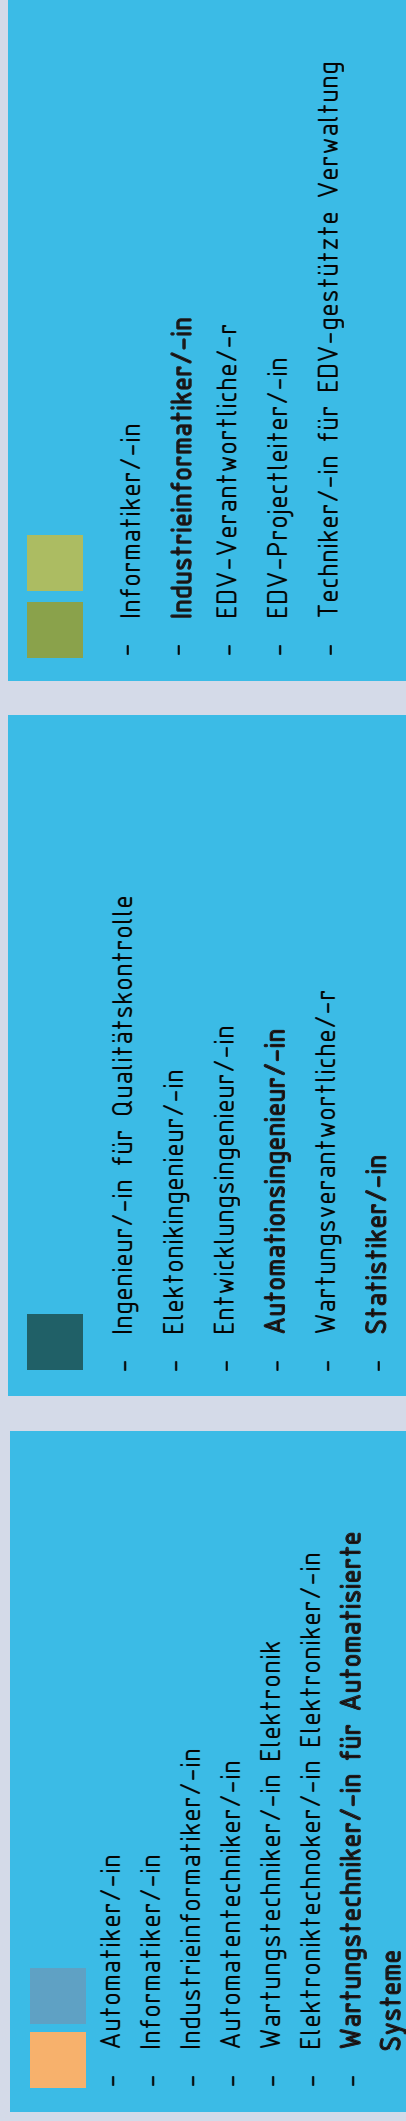 - Automatiker/-in
- Informatiker/-in
- Industrieinformatiker/-in
- Automatentechniker/-in
- Wartungstechniker/-in Elektronik
- Elektroniktechnoker/-in Elektroniker/-in
- Wartungstechniker/-in für Automatisierte
Systeme
- Ingenieur/-in für Qualitätskontrolle
- Elektonikingenieur/-in
- Entwicklungsingenieur/-in
- Automationsingenieur/-in
- Wartungsverantwortliche/-r
- Statistiker/-in
- Informatiker/-in
- Industrieinformatiker/-in
- EDV-Verantwortliche/-r
- EDV-Projectleiter/-in
- Techniker/-in für EDV-gestützte Verwaltung